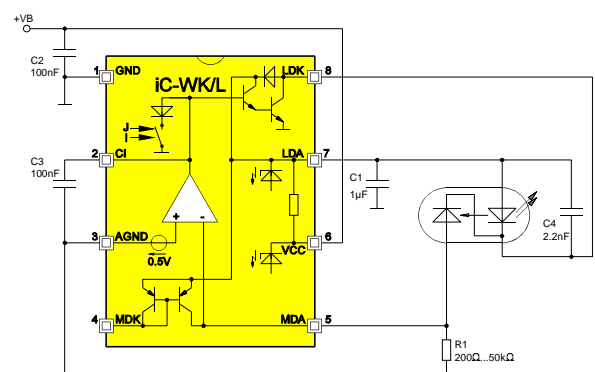 +VB
C2
100nF
1
GND
iC-WK/L
LDK
8
J
I
C3
100nF
2
CI
LDA
7
C1
1µF
+
-
C4
2.2nF
3
AGND
0.5V
VCC
6
4
MDK
MDA
5
R1
200Ω...50kΩ